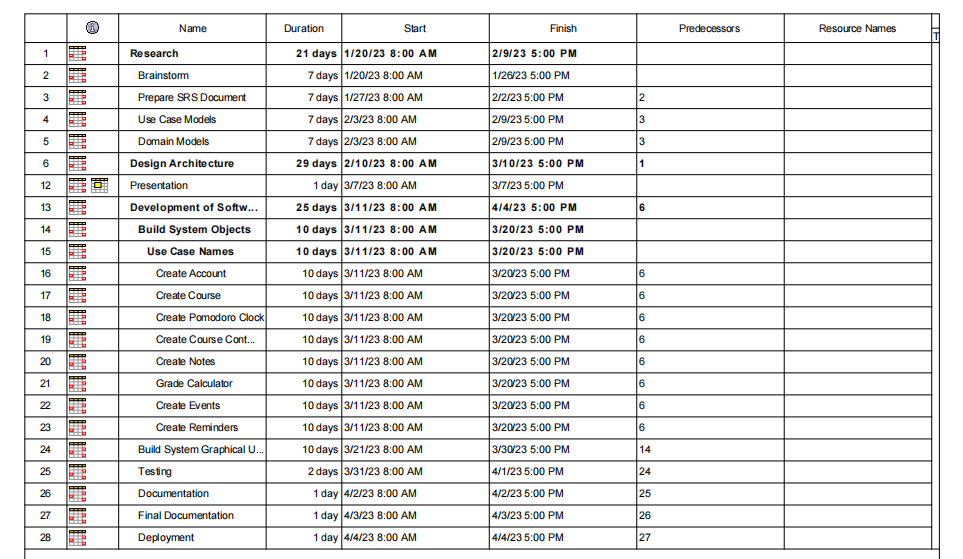 Name Duration Start Finish Predecessors Resource Names
T
1 Research 21 days 1/20/23 8:00 AM 2/9/23 5:00 PM
2 Brainstorm 7 days 1/20/23 8:00 AM 1/26/23 5:00 PM
3 Prepare SRS Document 7 days 1/27/23 8:00 AM 2/2/23 5:00 PM 2
4 Use Case Models 7 days 2/3/23 8:00 AM 2/9/23 5:00 PM 3
5 Domain Models 7 days 2/3/23 8:00 AM 2/9/23 5:00 PM 3
6 Design Architecture 29 days 2/10/23 8:00 AM 3/10/23 5:00 PM 1
12 Presentation 1 day 3/7/23 8:00 AM 3/7/23 5:00 PM
13 Development of Softw... 25 days 3/11/23 8:00 AM 4/4/23 5:00 PM 6
14 Build System Objects 10 days 3/11/23 8:00 AM 3/20/23 5:00 PM
15 Use Case Names 10 days 3/11/23 8:00 AM 3/20/23 5:00 PM
16 Create Account 10 days 3/11/23 8:00 AM 3/20/23 5:00 PM 6
17 Create Course 10 days 3/11/23 8:00 AM 3/20/23 5:00 PM 6
18 Create Pomodoro Clock 10 days 3/11/23 8:00 AM 3/20/23 5:00 PM 6
19 Create Course Cont... 10 days 3/11/23 8:00 AM 3/20/23 5:00 PM 6
20 Create Notes 10 days 3/11/23 8:00 AM 3/20/23 5:00 PM 6
21 Grade Calculator 10 days 3/11/23 8:00 AM 3/20/23 5:00 PM 6
22 Create Events 10 days 3/11/23 8:00 AM 3/20/23 5:00 PM 6
23 Create Reminders 10 days 3/11/23 8:00 AM 3/20/23 5:00 PM 6
24 Build System Graphical U... 10 days 3/21/23 8:00 AM 3/30/23 5:00 PM 14
25 Testing 2 days 3/31/23 8:00 AM 4/1/23 5:00 PM 24
26 Documentation 1 day 4/2/23 8:00 AM 4/2/23 5:00 PM 25
27 Final Documentation 1 day 4/3/23 8:00 AM 4/3/23 5:00 PM 26
28 Deployment 1 day 4/4/23 8:00 AM 4/4/23 5:00 PM 27